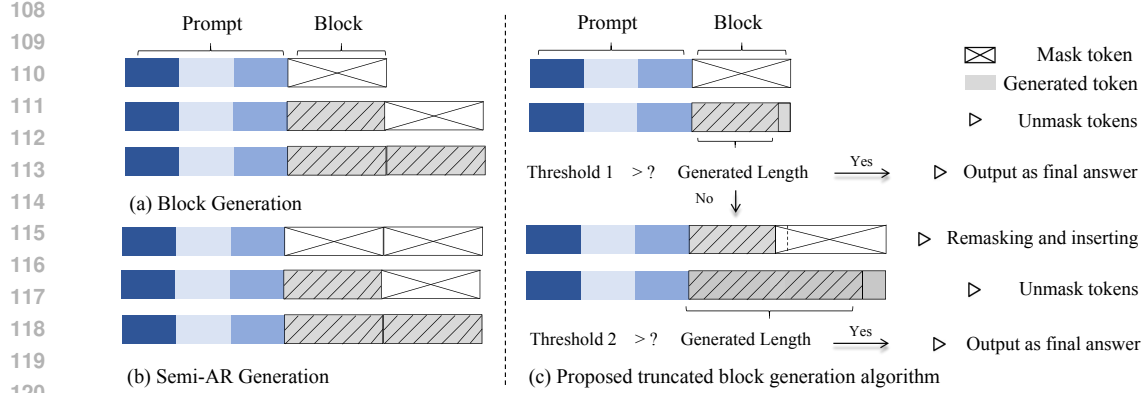 108
109
110
111
112
113
114
115
116
117
118
119
120
Prompt
Block
(a) Block Generation
(b) Semi-AR Generation
Prompt
Block
Threshold 1 > ? Generated Length Yes Output as final answer
No
Remasking and inserting
Unmask tokens
Threshold 2 > ? Generated Length Yes Output as final answer
(c) Proposed truncated block generation algorithm
Mask token
Generated token
Unmask tokens